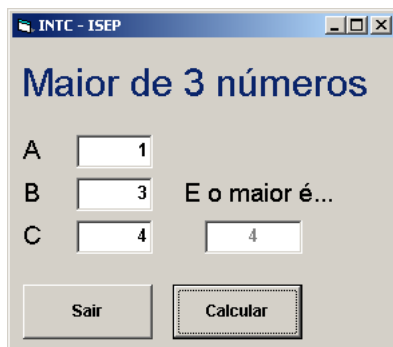 INTC - ISEP
Maior de 3 números
A 1
B 3 E o maior é...
C 4 4
Sair Calcular